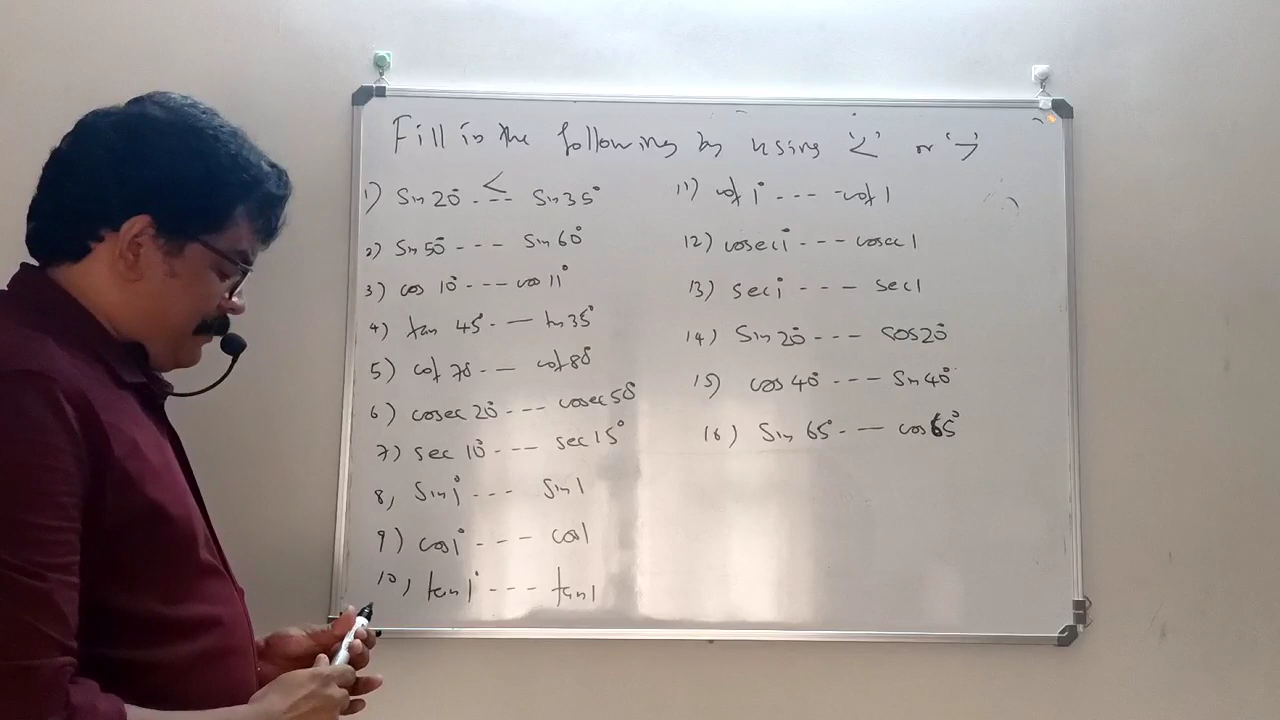 Fill in the following by using '<' or '>'
1) Sin 20° --- Sin 35°
<
2) Sin 50° --- Sin 60°
3) cos 10° --- cos 11°
4) tan 45° -- tan 35°
5) cot 70 -- cot 80°
6) cosec 20° --- cosec 50°
7) sec 10° --- sec 15°
8) Sin 1° --- Sin 1
9) cos 1° --- cos 1
10) tan 1° --- tan 1
11) cot 1° --- cot 1
12) cosec 1° --- cosec 1
13) sec 1° --- sec 1
14) Sin 20° --- cos 20°
15) cos 40° --- Sin 40°
16) Sin 65° -- cos 65°